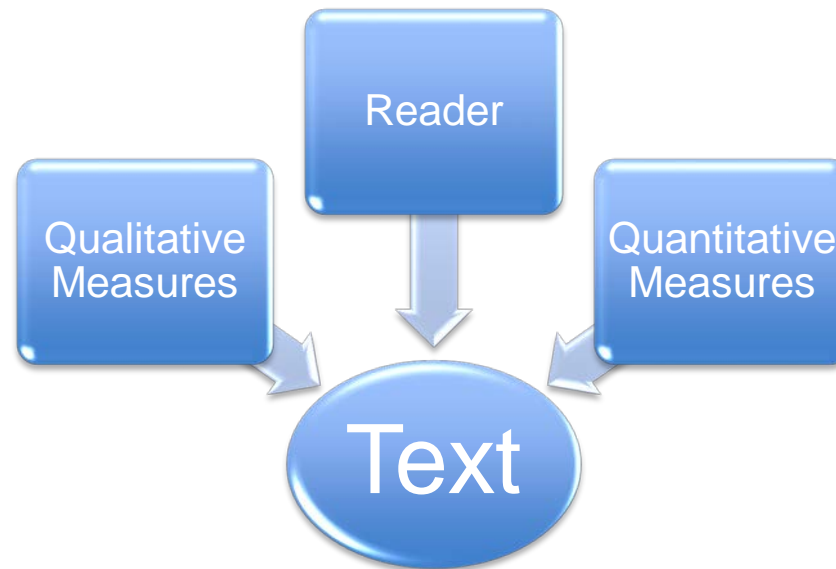 Reader
Qualitative
Measures
Quantitative
Measures
Text